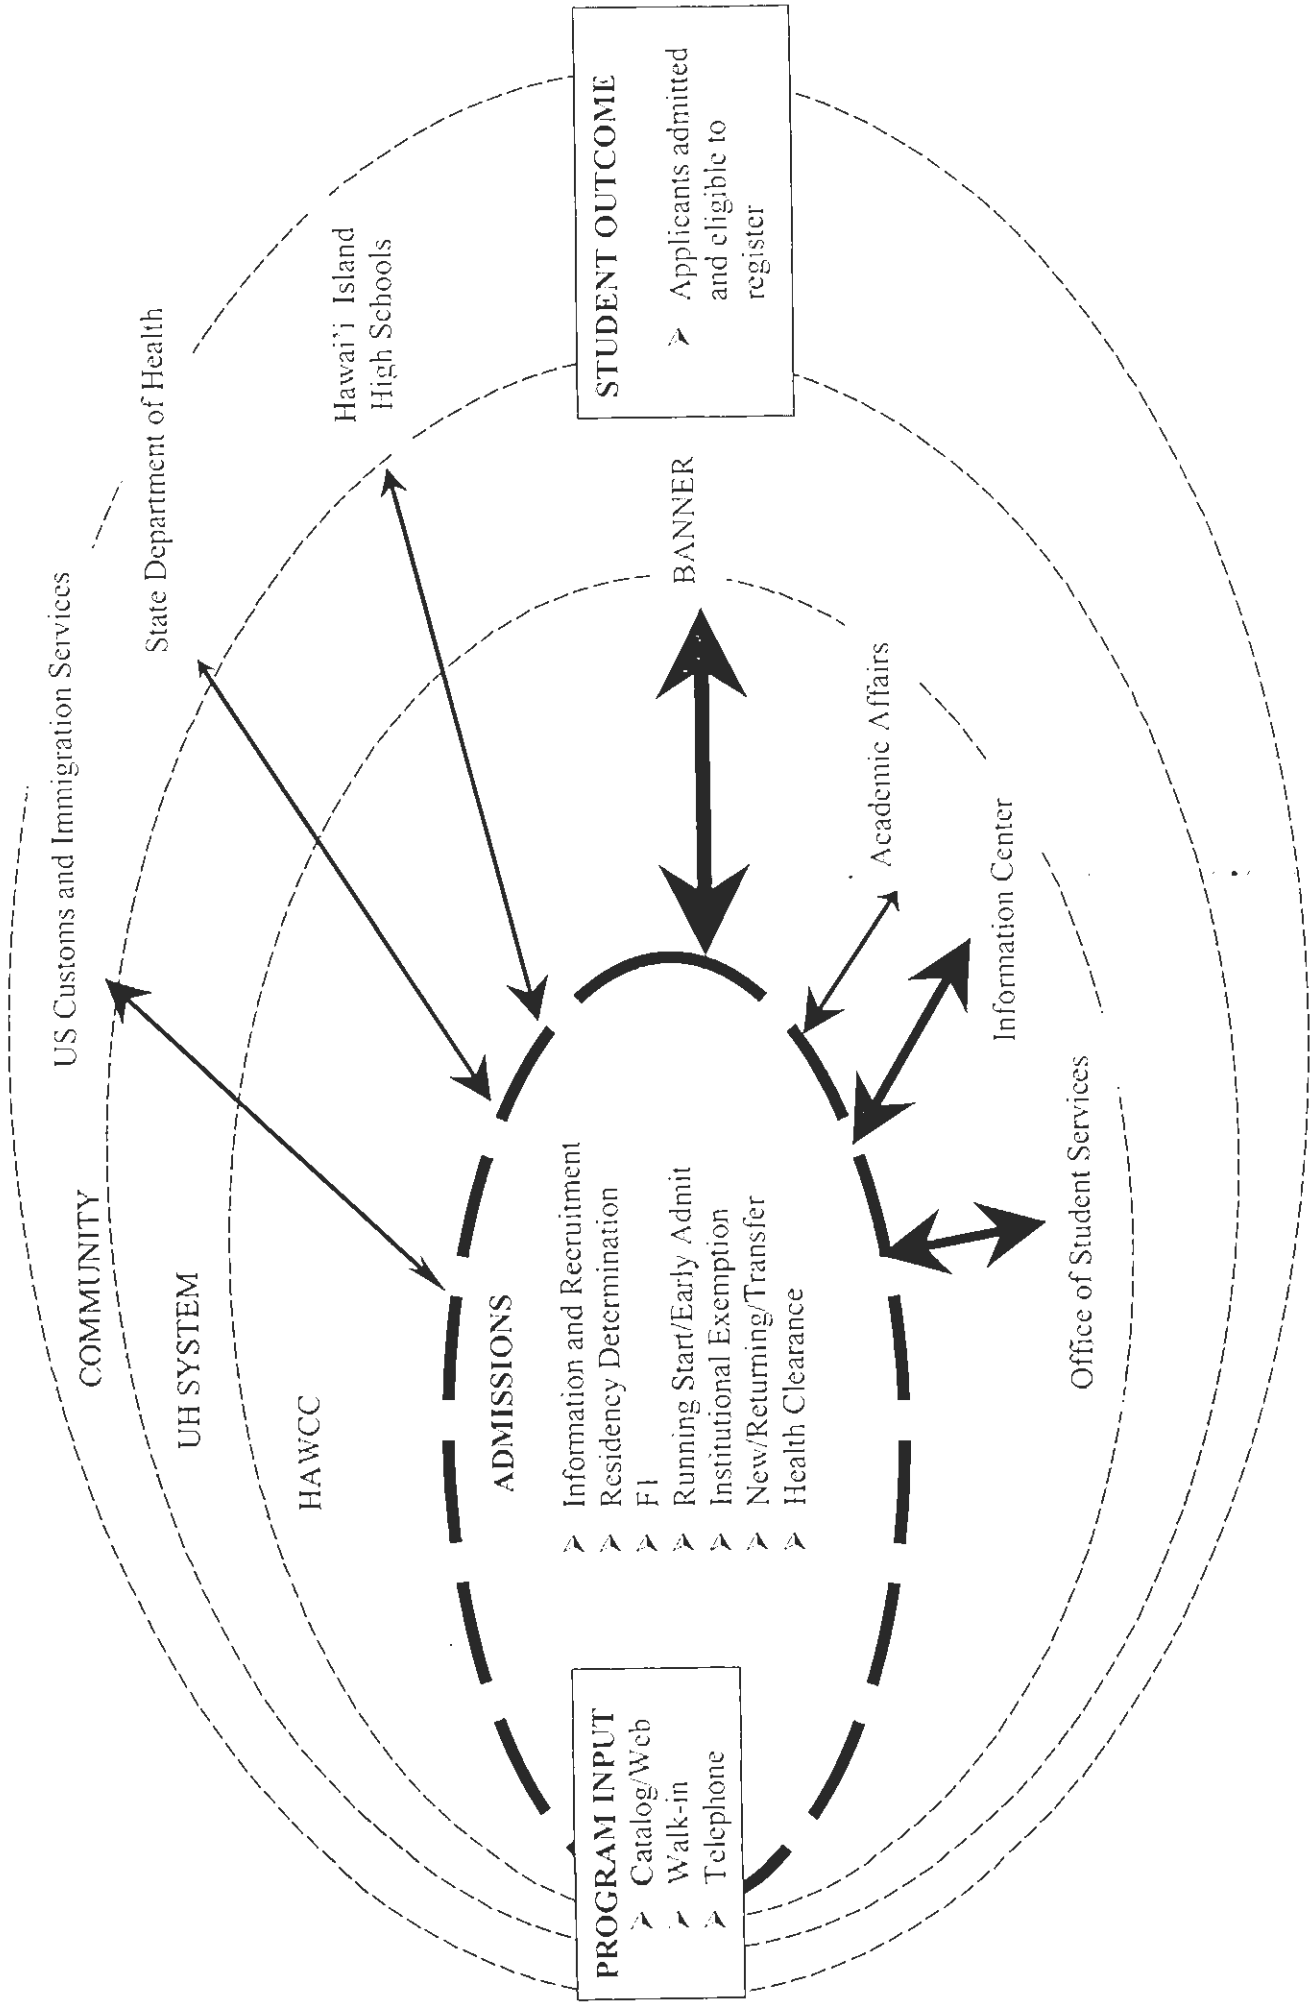 COMMUNITY
US Customs and Immigration Services
State Department of Health
UH SYSTEM
Hawai'i Island
High Schools
HAWCC
ADMISSIONS
➤ Information and Recruitment
➤ Residency Determination
➤ F1
➤ Running Start/Early Admit
➤ Institutional Exemption
➤ New/Returning/Transfer
➤ Health Clearance
PROGRAM INPUT
➤ Catalog/Web
➤ Walk-in
➤ Telephone
BANNER
STUDENT OUTCOME
➤ Applicants admitted
and eligible to
register
Academic Affairs
Information Center
Office of Student Services